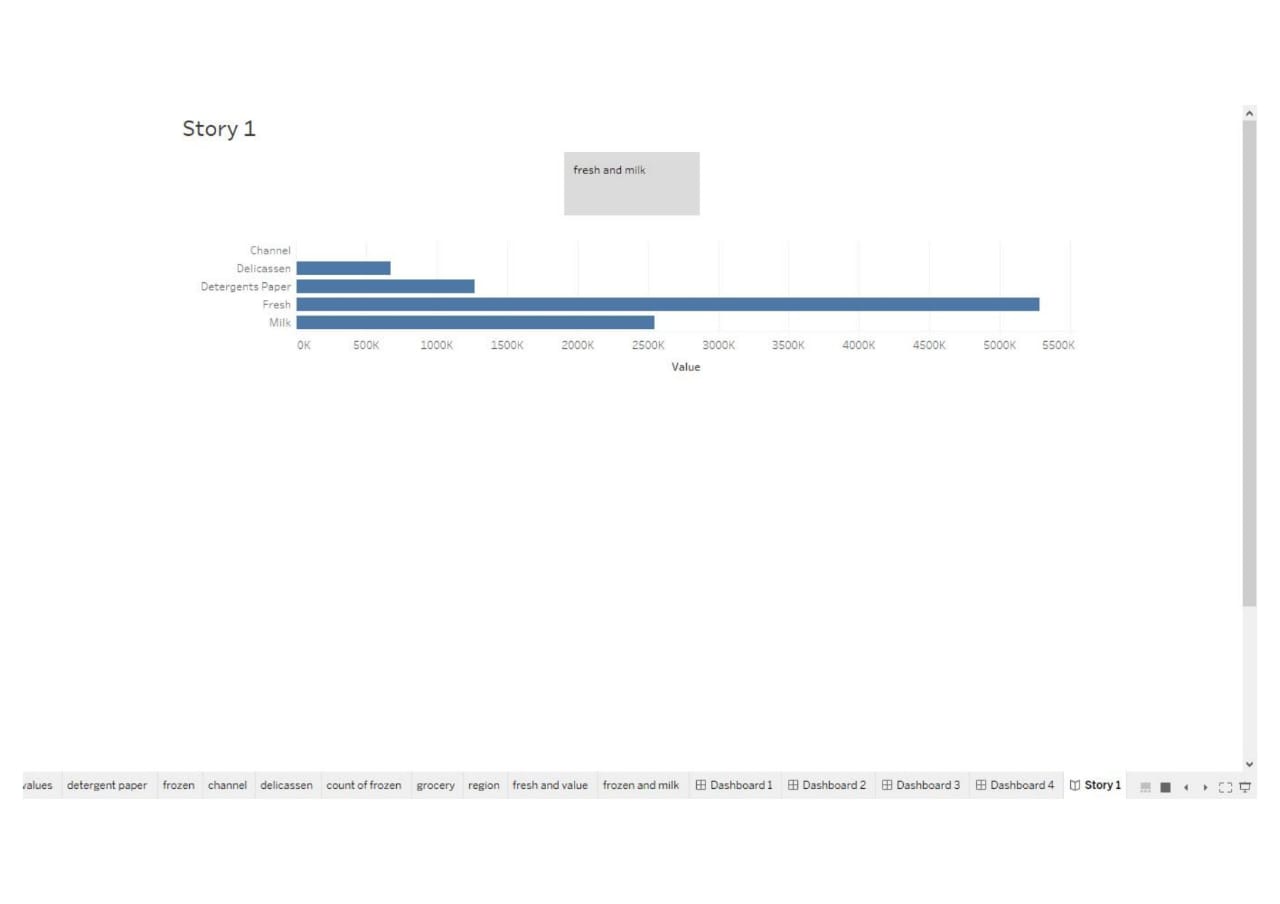 Story 1
fresh and milk
Channel
Delicassen
Detergents Paper
Fresh
Milk
0K 500K 1000K 1500K 2000K 2500K 3000K 3500K 4000K 4500K 5000K 5500K
Value
values detergent paper frozen channel delicassen count of frozen grocery region fresh and value frozen and milk Dashboard 1 Dashboard 2 Dashboard 3 Dashboard 4 Story 1